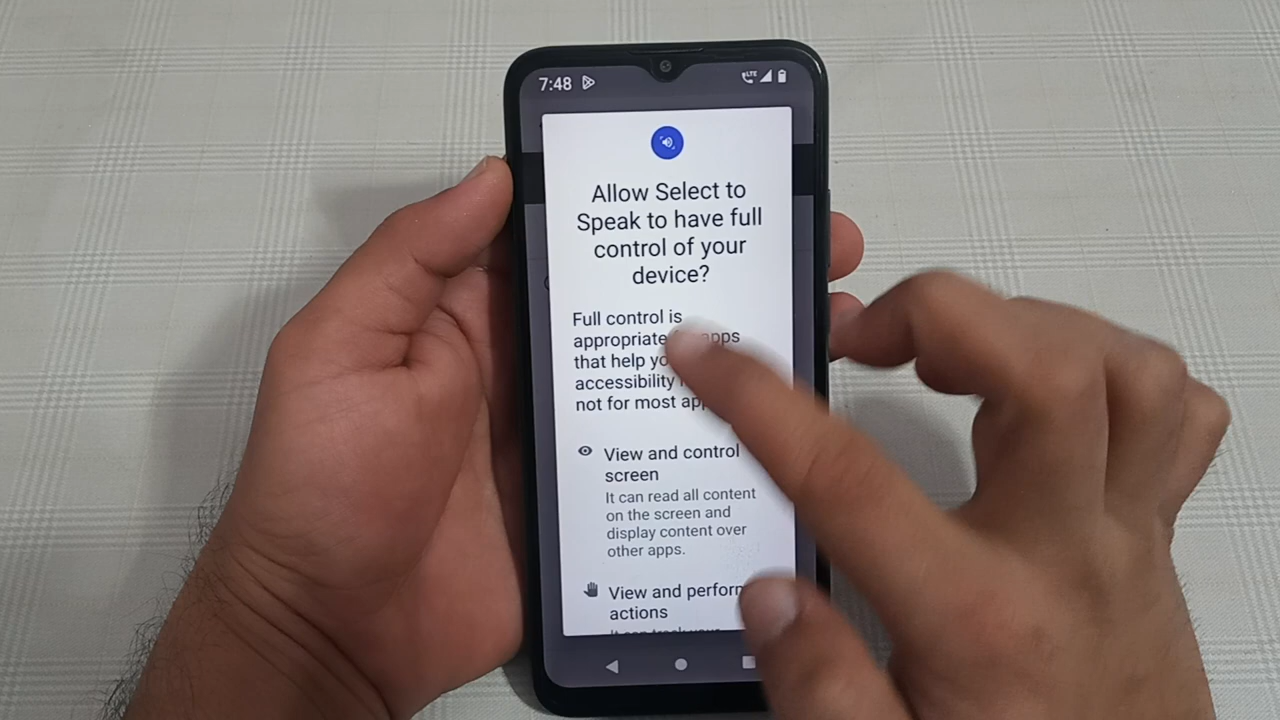 7:48
LTE
Allow Select to
Speak to have full
control of your
device?
Full control is
appropriate apps
that help
accessibility
not for most
View and control
screen
It can read all content
on the screen and
display content over
other apps.
View and perform
actions